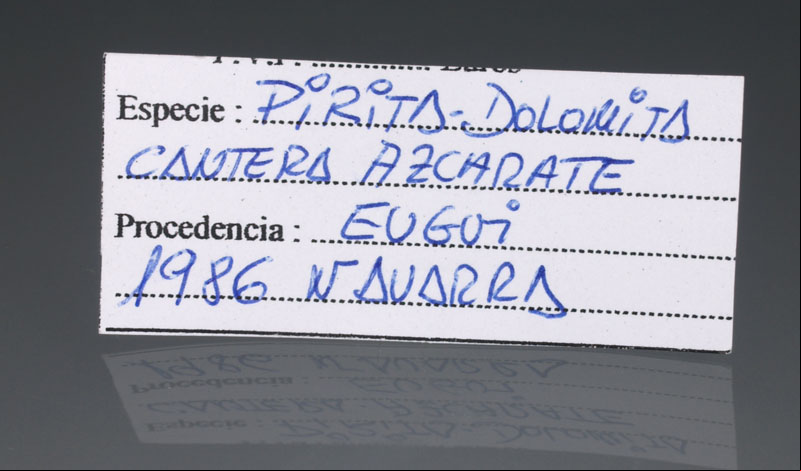 Especie : PIRITA-DOLOMITA
CANTERA AZCARATE
Procedencia : EUGUI
1986 NAVARRA